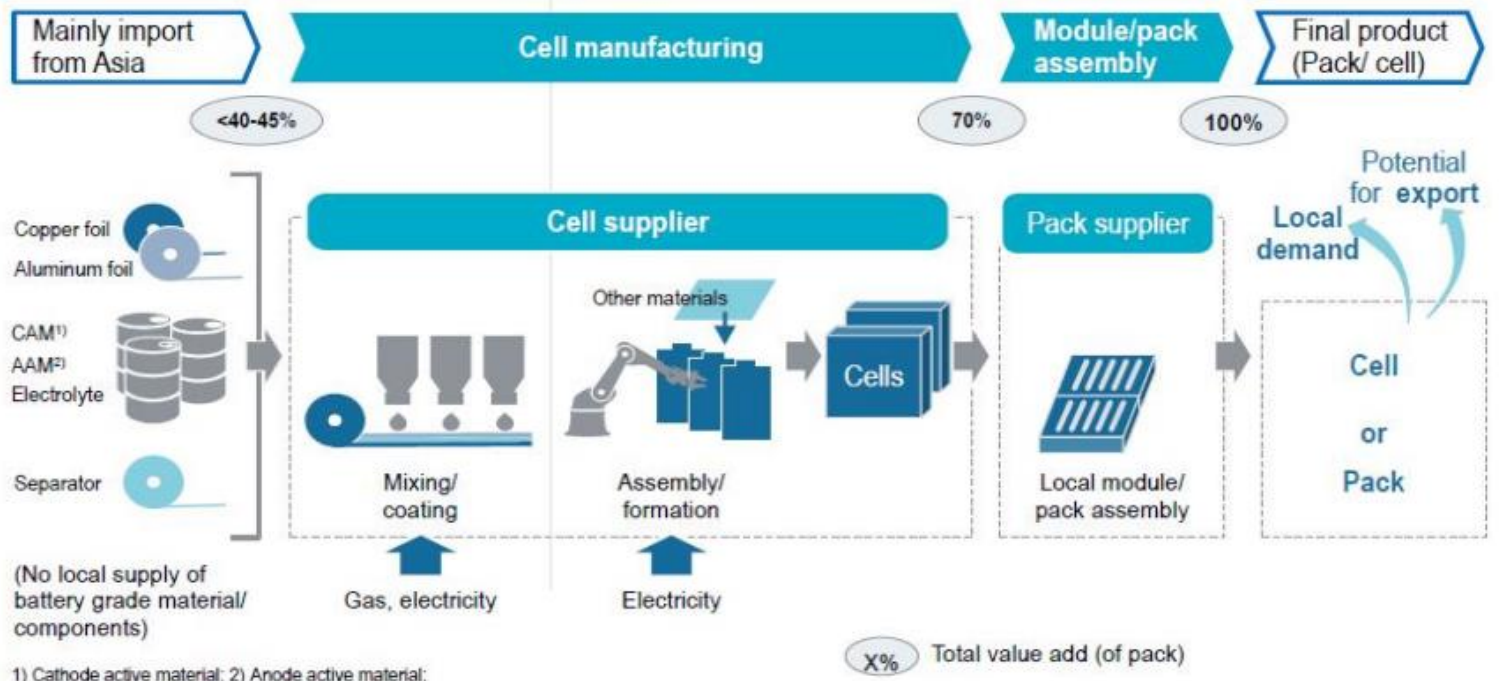 Mainly import
from Asia
Cell manufacturing
Module/pack
assembly
Final product
(Pack/ cell)
<40-45%
70%
100%
Copper foil
Aluminum foil
CAM1)
AAM2)
Electrolyte
Separator
(No local supply of
battery grade material/
components)
Cell supplier
Other materials
Cells
Mixing/
coating
Assembly/
formation
Gas, electricity
Electricity
Pack supplier
Local module/
pack assembly
Potential
for export
Local
demand
Cell
or
Pack
X% Total value add (of pack)
1) Cathode active material; 2) Anode active material;